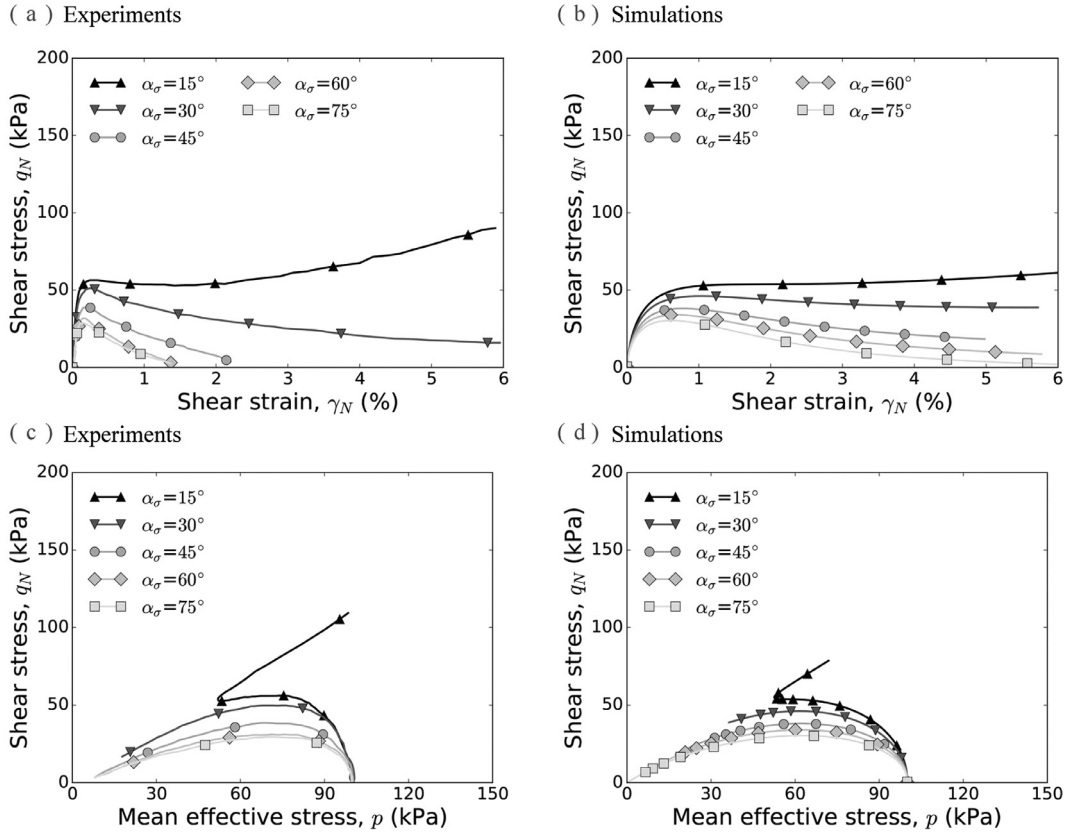 (a) Experiments
200
150
100
50
0
0 1 2 3 4 5 6
Shear stress, q_N (kPa)
Shear strain, γ_N (%)
α_σ=15°
α_σ=30°
α_σ=45°
α_σ=60°
α_σ=75°
(b) Simulations
200
150
100
50
0
0 1 2 3 4 5 6
Shear stress, q_N (kPa)
Shear strain, γ_N (%)
α_σ=15°
α_σ=30°
α_σ=45°
α_σ=60°
α_σ=75°
(c) Experiments
200
150
100
50
0
0 30 60 90 120 150
Shear stress, q_N (kPa)
Mean effective stress, p (kPa)
α_σ=15°
α_σ=30°
α_σ=45°
α_σ=60°
α_σ=75°
(d) Simulations
200
150
100
50
0
0 30 60 90 120 150
Shear stress, q_N (kPa)
Mean effective stress, p (kPa)
α_σ=15°
α_σ=30°
α_σ=45°
α_σ=60°
α_σ=75°